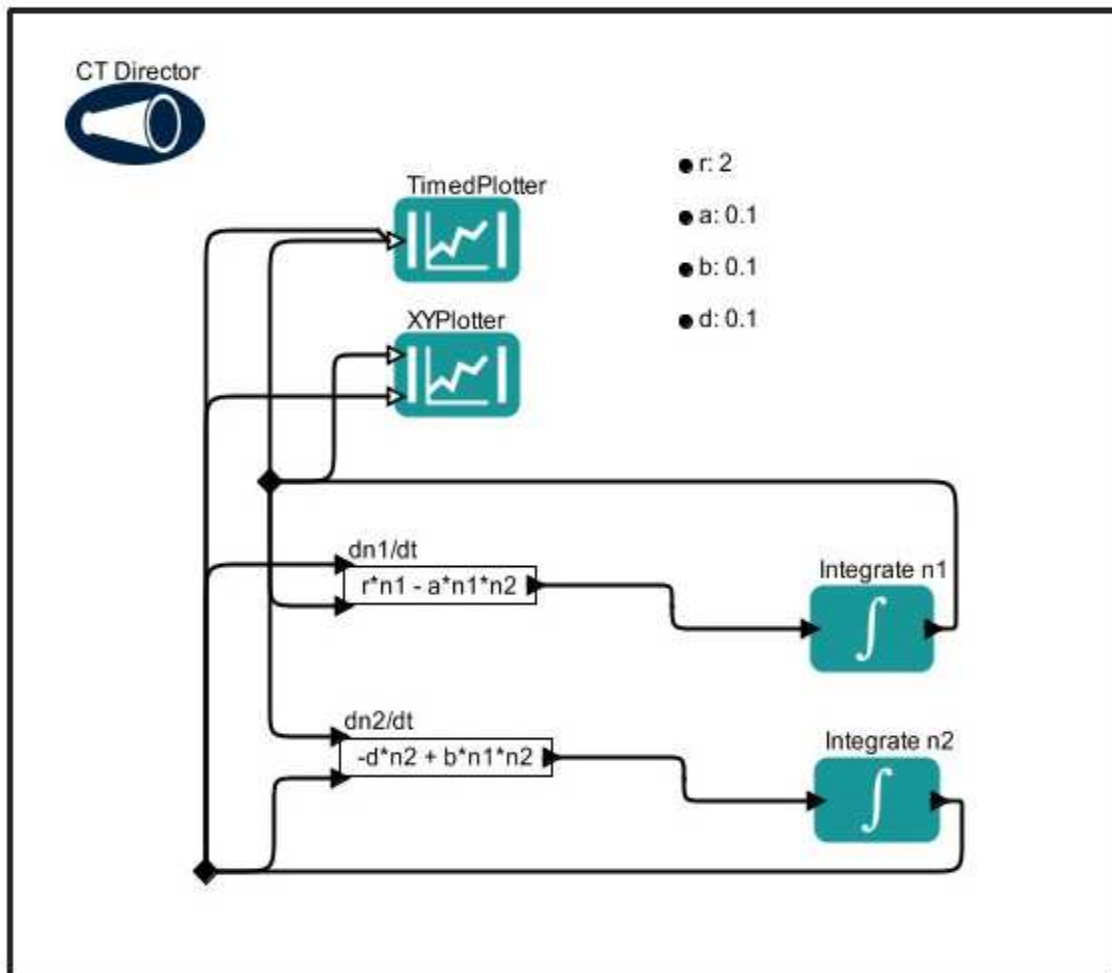 CT Director
TimedPlotter
r: 2
a: 0.1
XYPlotter
b: 0.1
d: 0.1
dn1/dt
r*n1 - a*n1*n2
Integrate n1
∫
dn2/dt
-d*n2 + b*n1*n2
Integrate n2
∫